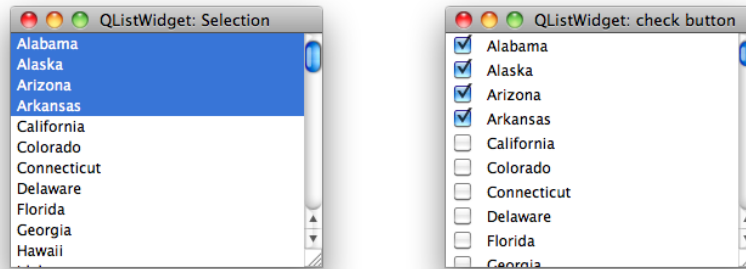 QListWidget: Selection
Alabama
Alaska
Arizona
Arkansas
California
Colorado
Connecticut
Delaware
Florida
Georgia
Hawaii
QListWidget: check button
Alabama
Alaska
Arizona
Arkansas
California
Colorado
Connecticut
Delaware
Florida
Georgia